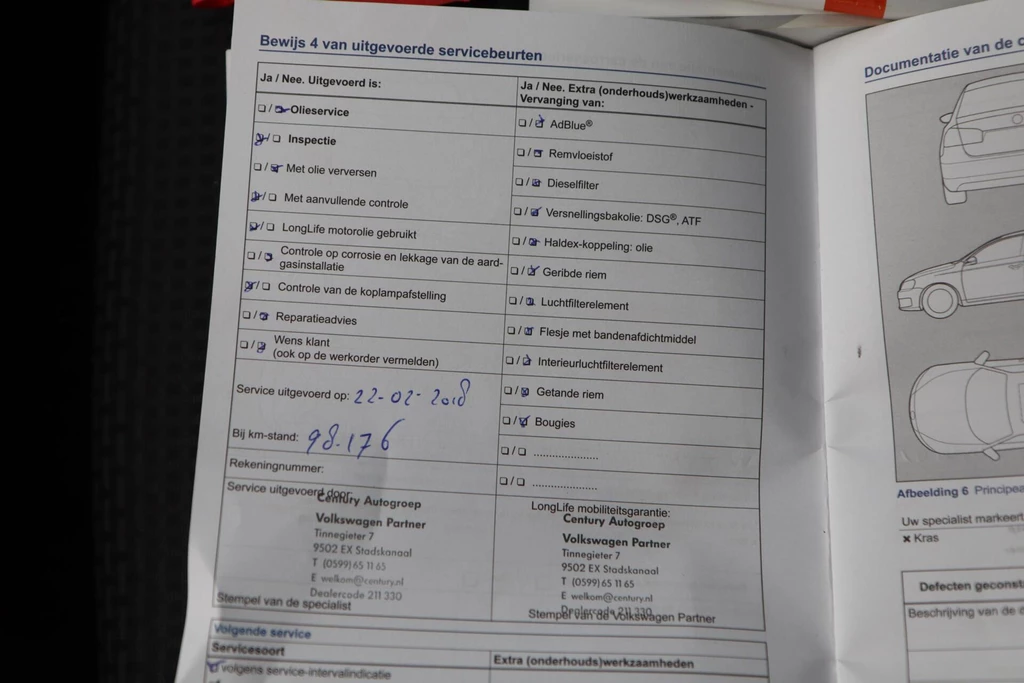 Bewijs 4 van uitgevoerde servicebeurten
Ja / Nee. Uitgevoerd is:
Olieservice
Inspectie
Met olie verversen
Met aanvullende controle
LongLife motorolie gebruikt
Controle op corrosie en lekkage van de aard-
gasinstallatie
Controle van de koplampafstelling
Reparatieadvies
Wens klant
(ook op de werkorder vermelden)
Service uitgevoerd op: 22-02-2018
Bij km-stand: 98.176
Rekeningnummer:
Service uitgevoerd door:
Century Autogroep
Volkswagen Partner
Tinnegieter 7
9502 EX Stadskanaal
T (0599) 65 11 65
E welkom@century.nl
Dealercode 211 330
Stempel van de specialist
Ja / Nee. Extra (onderhouds)werkzaamheden -
Vervanging van:
AdBlue®
Remvloeistof
Dieselfilter
Versnellingsbakolie: DSG®, ATF
Haldex-koppeling: olie
Geribde riem
Luchtfilterelement
Flesje met bandenafdichtmiddel
Interieurluchtfilterelement
Getande riem
Bougies
LongLife mobiliteitsgarantie:
Century Autogroep
Volkswagen Partner
Tinnegieter 7
9502 EX Stadskanaal
T (0599) 65 11 65
E welkom@century.nl
Dealercode 211 330
Stempel van de Volkswagen Partner
Volgende service
Servicesoort
Extra (onderhouds)werkzaamheden
volgens service-intervalindicatie
Documentatie van de
Afbeelding 6
Uw specialist markeert
× Kras
Defecten
Beschrijving van de